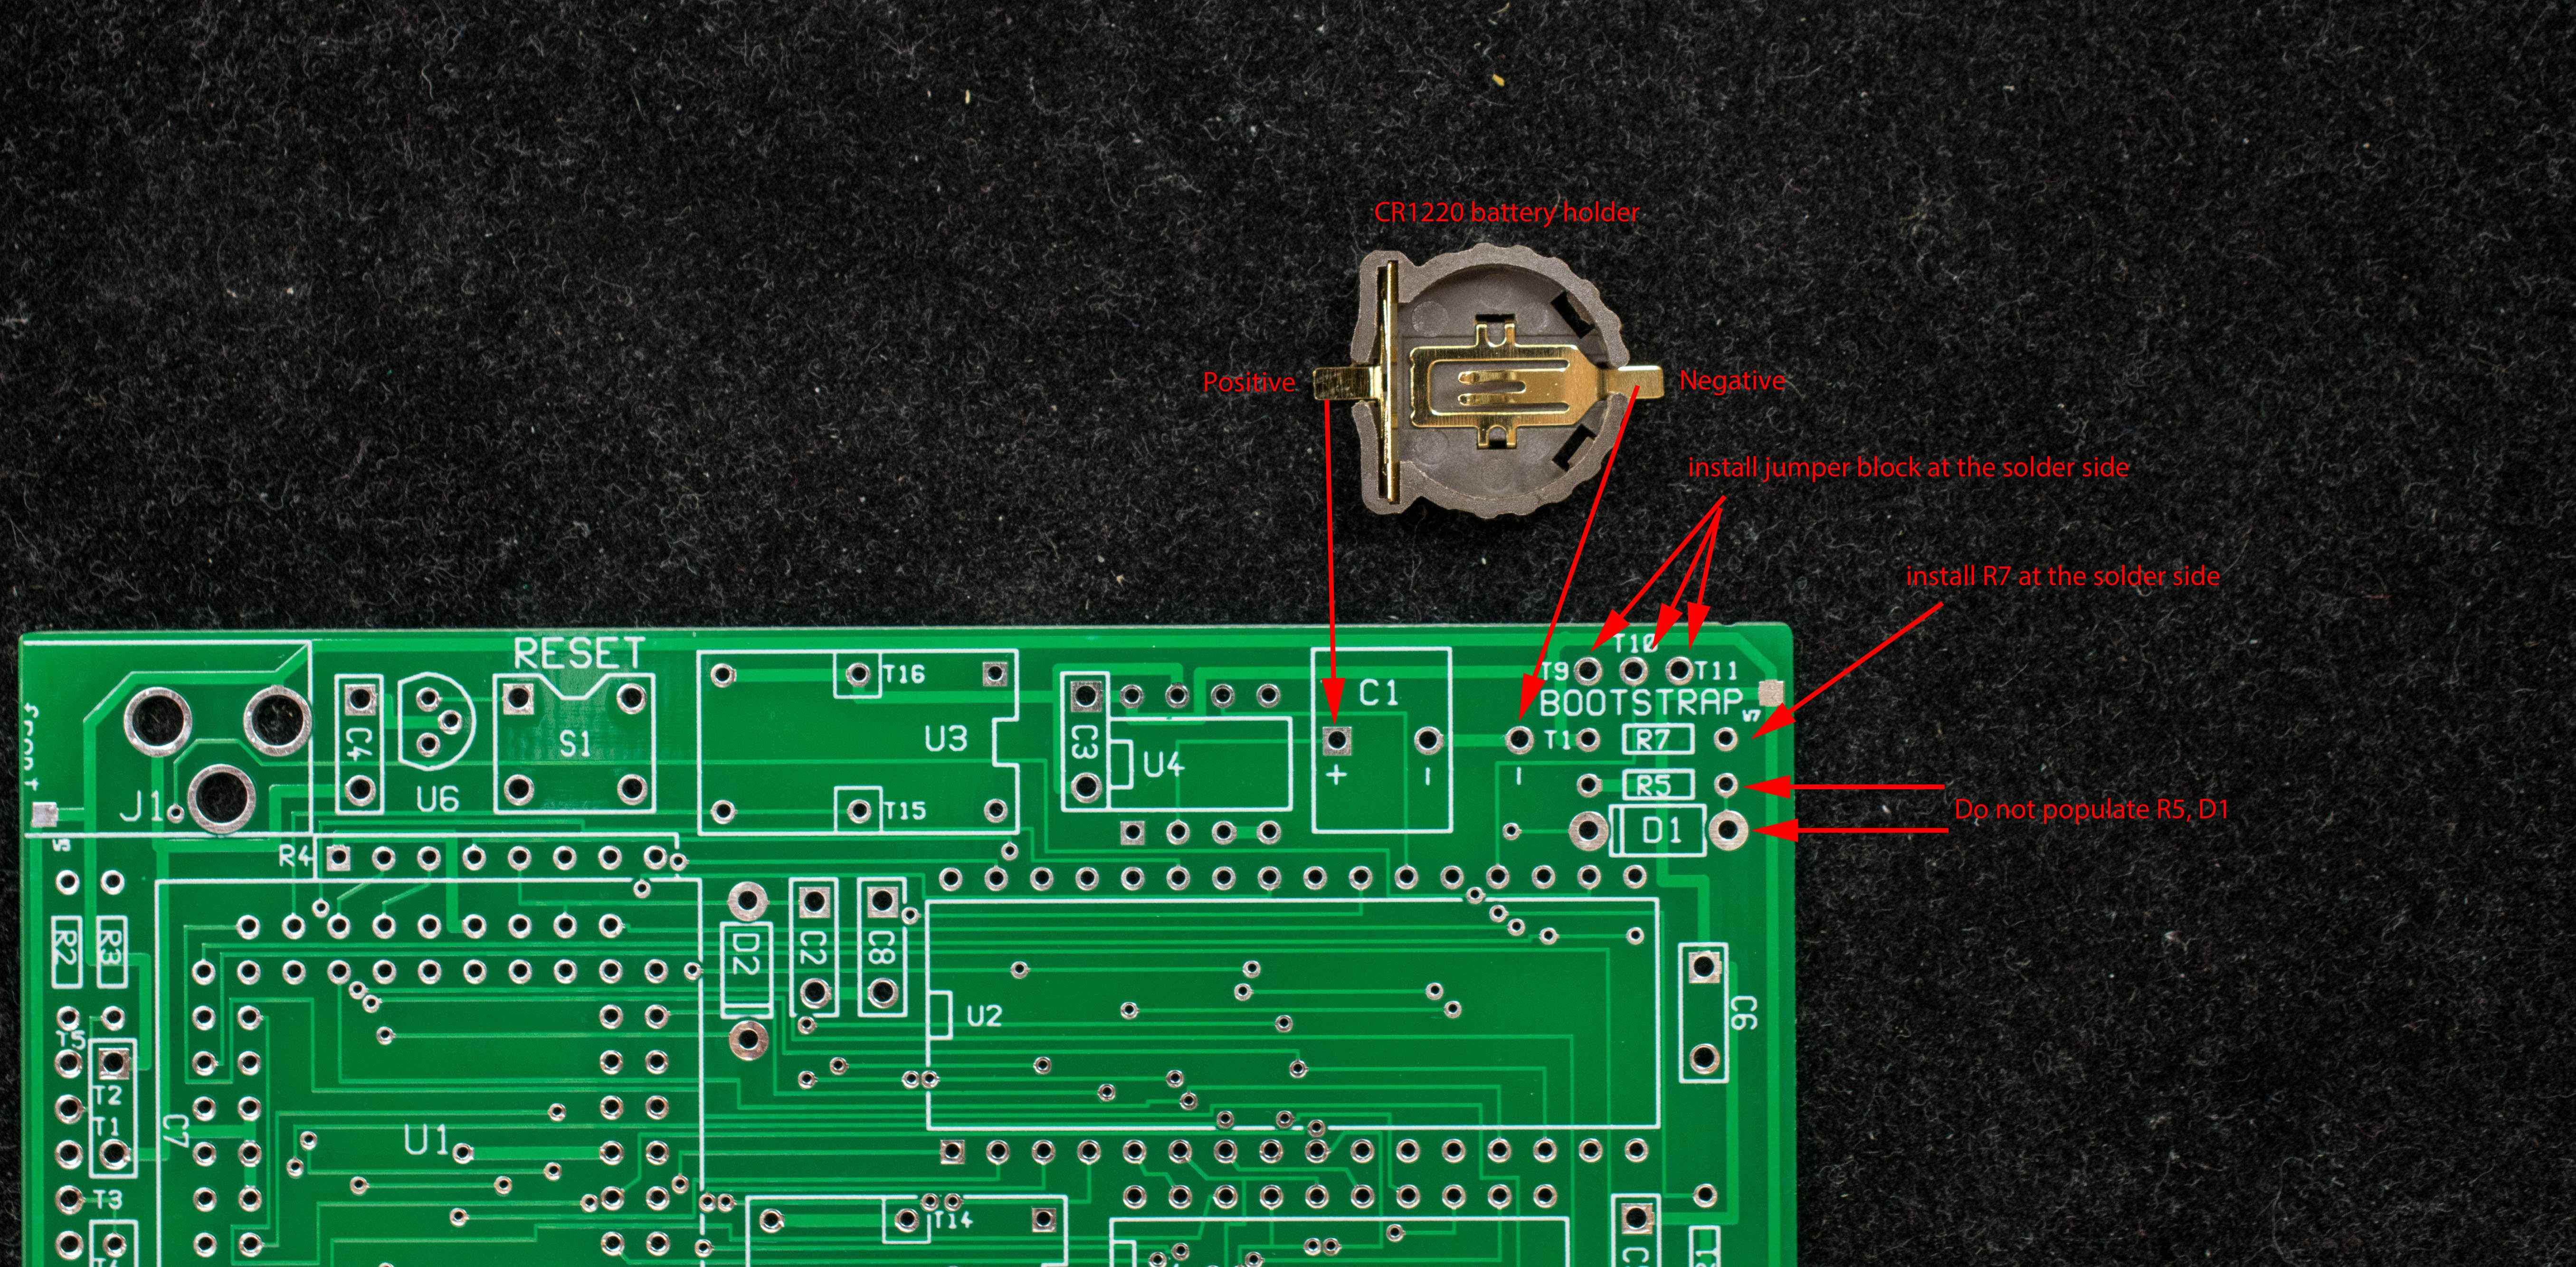 CR1220 battery holder
Positive
Negative
install jumper block at the solder side
install R7 at the solder side
RESET
T16
T10
T9
T11
C1
BOOTSTRAP
C4
S1
U3
C3
U4
T1
R7
+
-
-
R5
Do not populate R5, D1
J1
U6
T15
D1
R4
R2
R3
D2
C2
C8
U2
C6
T5
T2
T1
C7
U1
T3
T14